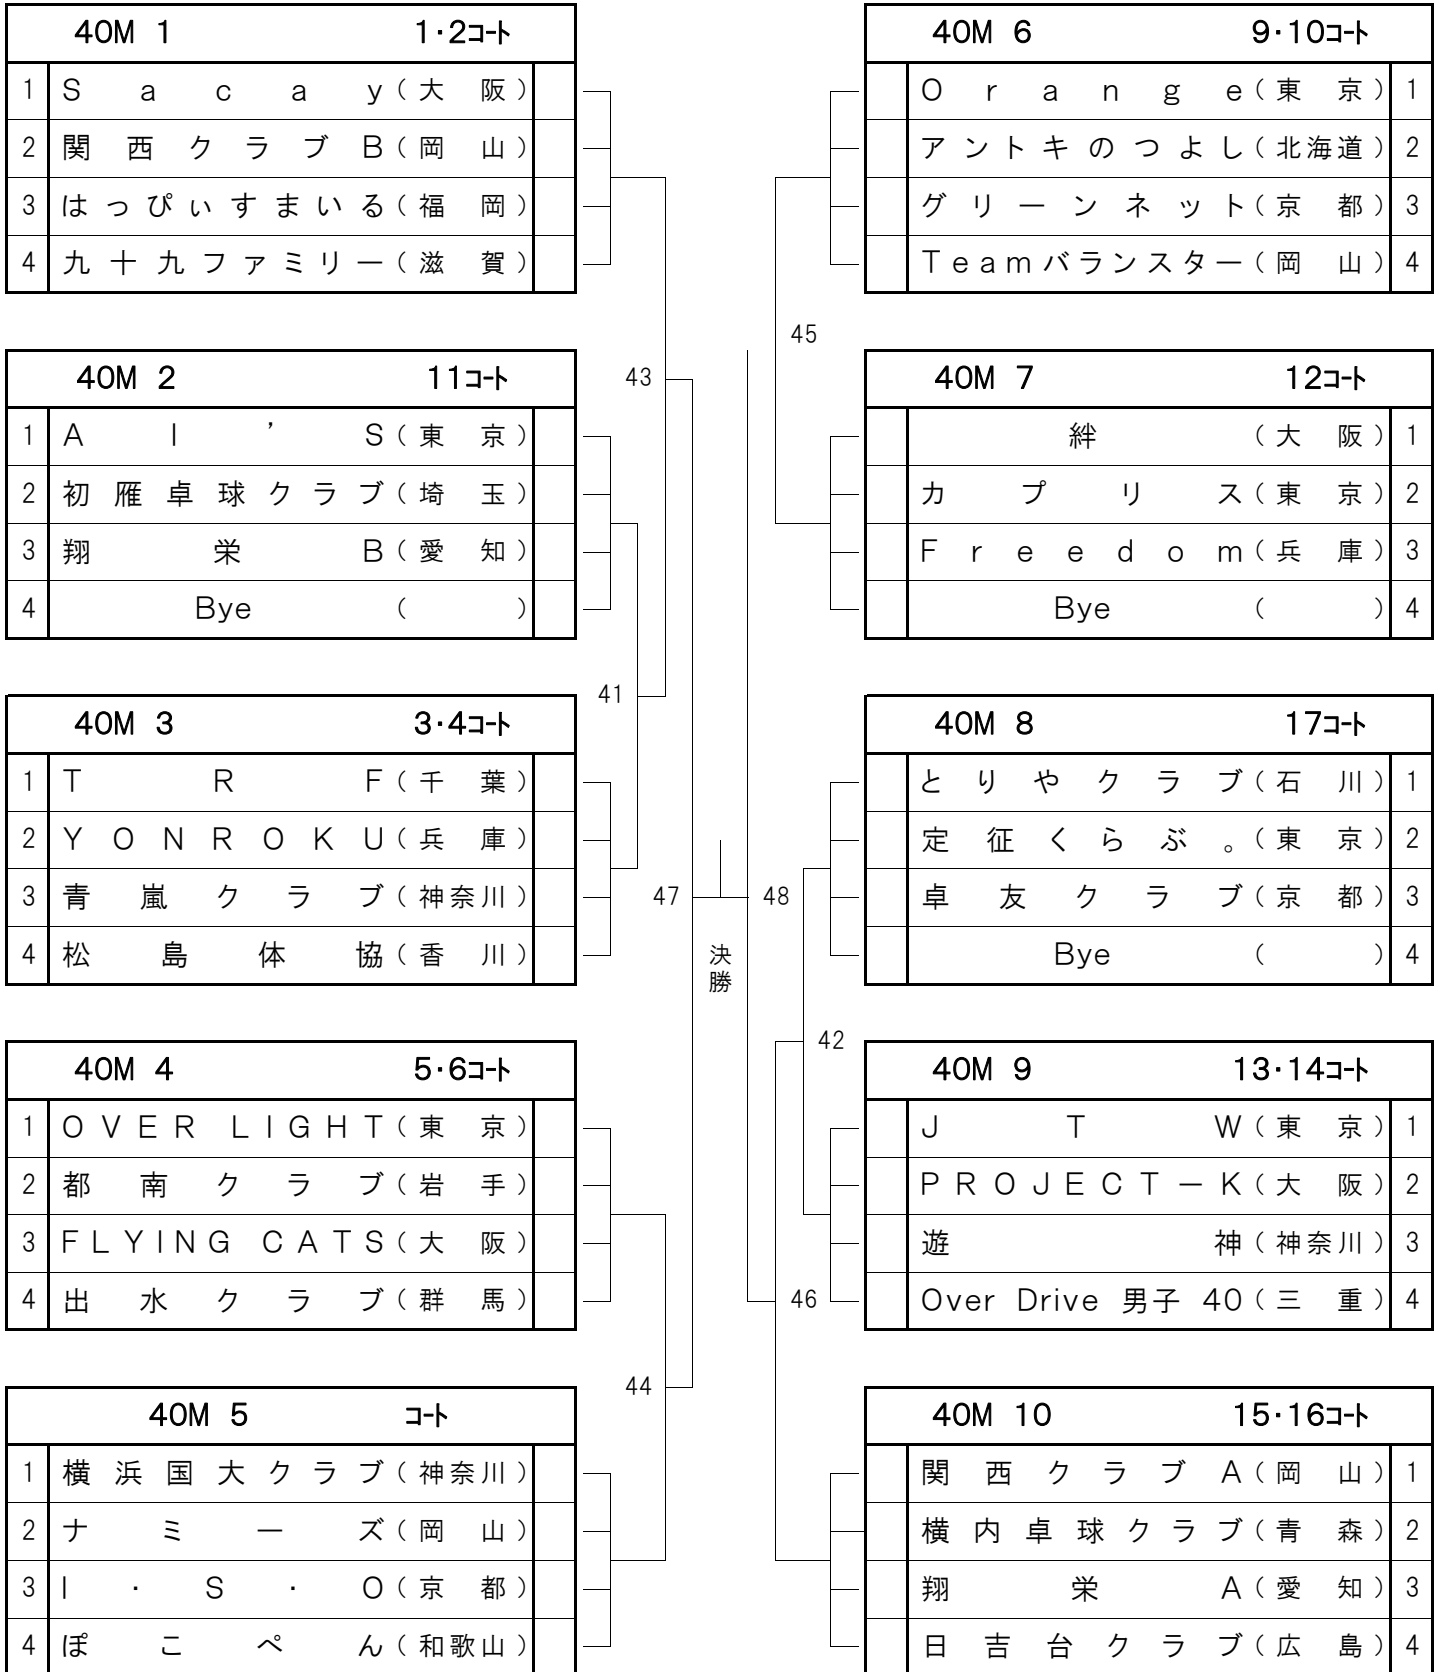 40M 1 1・2コート
1 Sacay(大阪)
2 関西クラブB(岡山)
3 はっぴぃすまいる(福岡)
4 九十九ファミリー(滋賀)
43
40M 2 11コート
1 AI’S(東京)
2 初雁卓球クラブ(埼玉)
3 翔栄B(愛知)
4 Bye( )
41
40M 3 3・4コート
1 TRF(千葉)
2 YONROKU(兵庫)
3 青嵐クラブ(神奈川)
4 松島体協(香川)
47
決勝
48
40M 4 5・6コート
1 OVER LIGHT(東京)
2 都南クラブ(岩手)
3 FLYING CATS(大阪)
4 出水クラブ(群馬)
44
40M 5 コート
1 横浜国大クラブ(神奈川)
2 ナミーズ(岡山)
3 I・S・O(京都)
4 ぽこぺん(和歌山)
40M 6 9・10コート
Orange(東京) 1
アントキのつよし(北海道) 2
グリーンネット(京都) 3
Teamバランスター(岡山) 4
45
40M 7 12コート
絆(大阪) 1
カプリス(東京) 2
Freedom(兵庫) 3
Bye( ) 4
40M 8 17コート
とりやクラブ(石川) 1
定征くらぶ。(東京) 2
卓友クラブ(京都) 3
Bye( ) 4
42
40M 9 13・14コート
JTW(東京) 1
PROJECT-K(大阪) 2
遊神(神奈川) 3
Over Drive 男子 40(三重) 4
46
40M 10 15・16コート
関西クラブA(岡山) 1
横内卓球クラブ(青森) 2
翔栄A(愛知) 3
日吉台クラブ(広島) 4